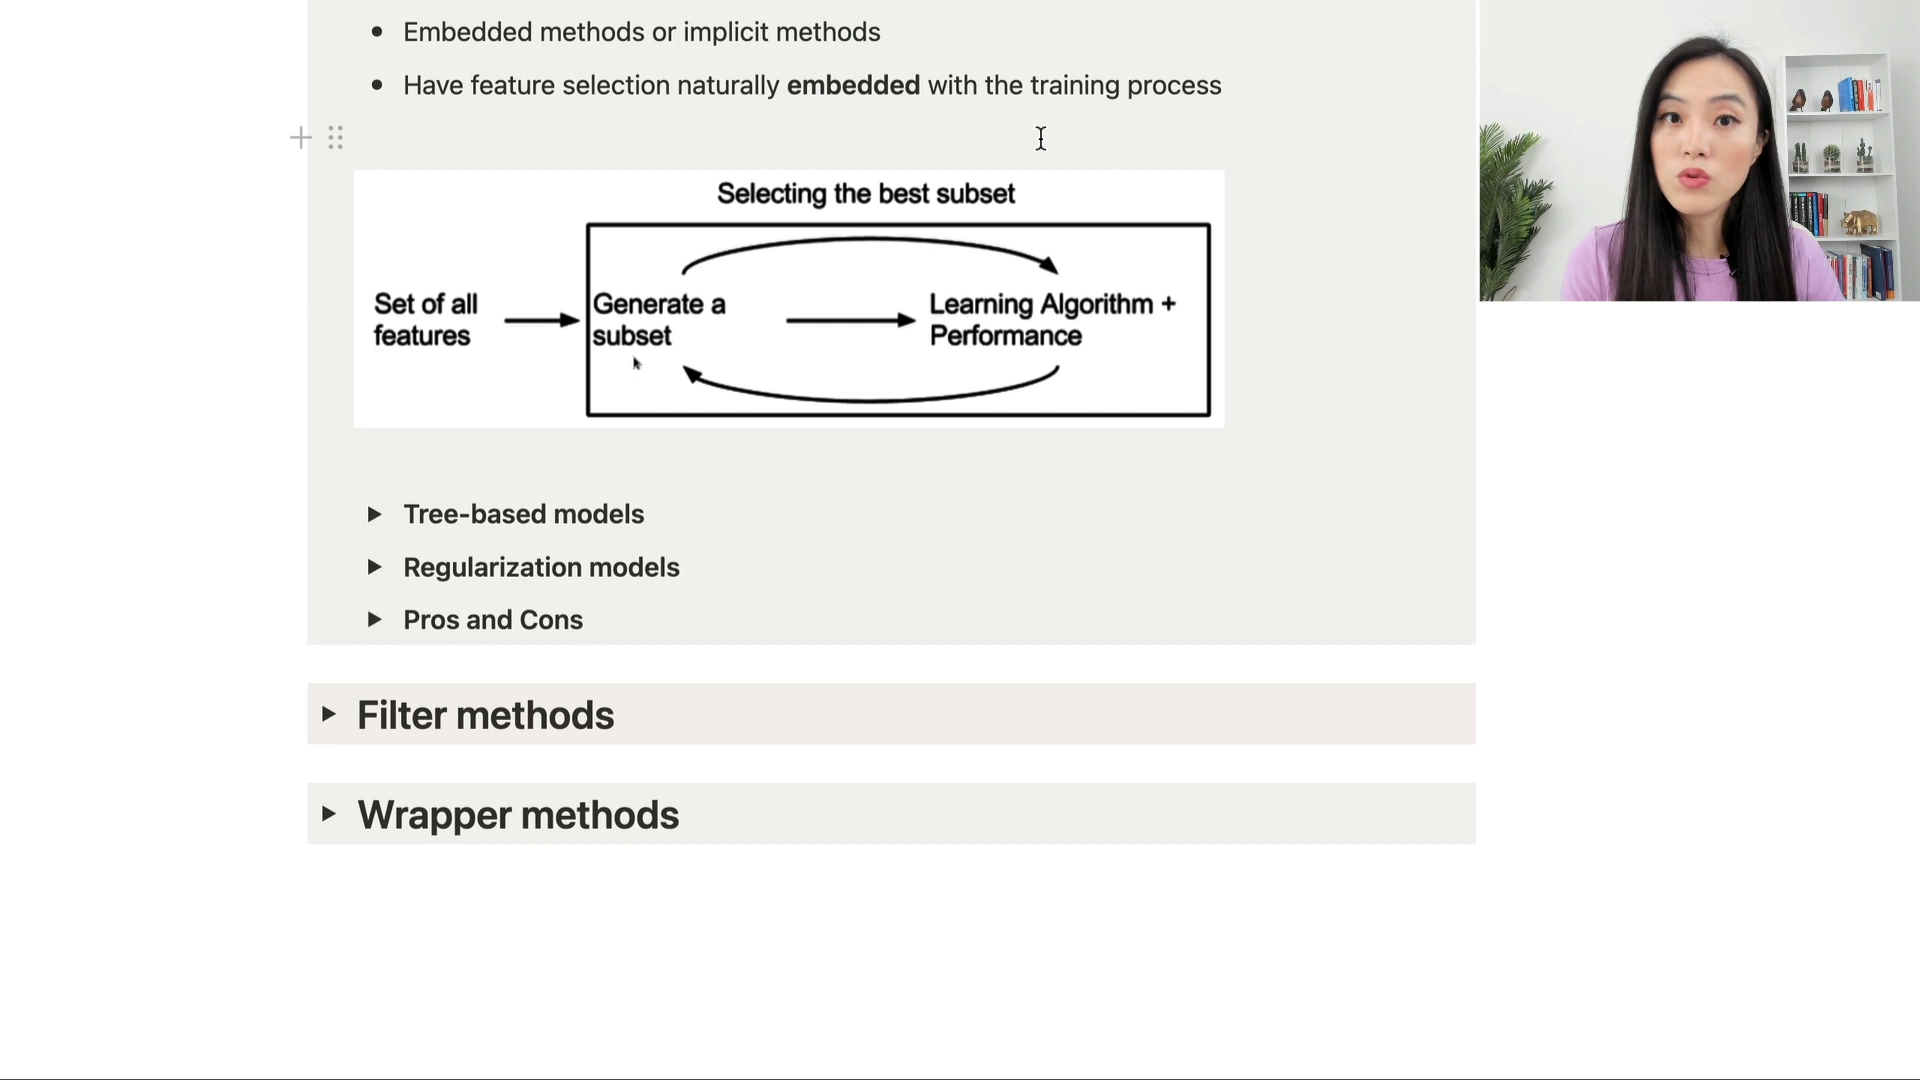 Embedded methods or implicit methods
Have feature selection naturally embedded with the training process
Selecting the best subset
Set of all
features
Generate a
subset
Learning Algorithm +
Performance
Tree-based models
Regularization models
Pros and Cons
Filter methods
Wrapper methods